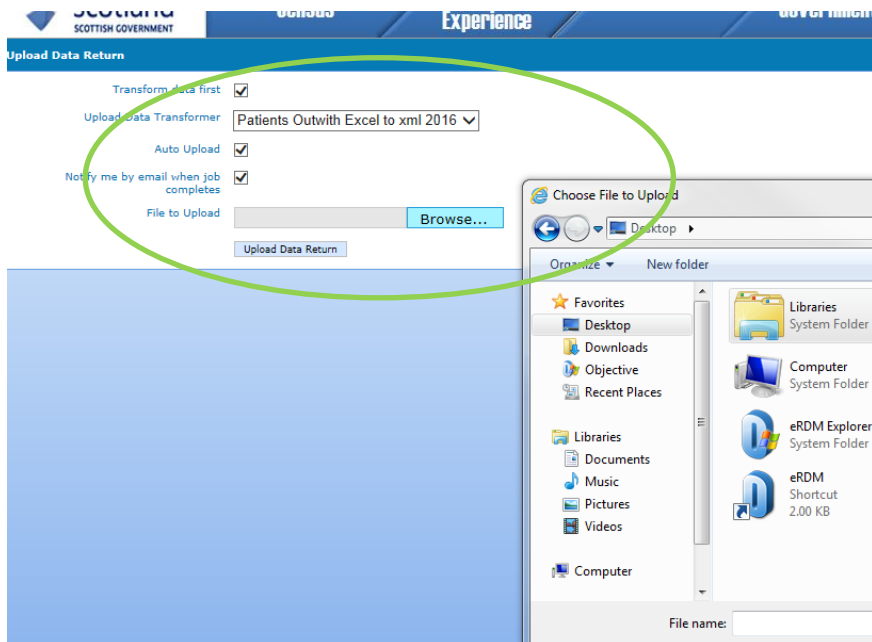 Scotland
SCOTTISH GOVERNMENT
Census
Experience
Government
Upload Data Return
Transform data first
Upload Data Transformer
Patients Outwith Excel to xml 2016
Auto Upload
Notify me by email when job
completes
File to Upload
Browse...
Upload Data Return
Choose File to Upload
Desktop
Organize
New folder
Favorites
Desktop
Downloads
Objective
Recent Places
Libraries
Documents
Music
Pictures
Videos
Computer
Libraries
System Folder
Computer
System Folder
eRDM Explorer
System Folder
eRDM
Shortcut
2.00 KB
File name: